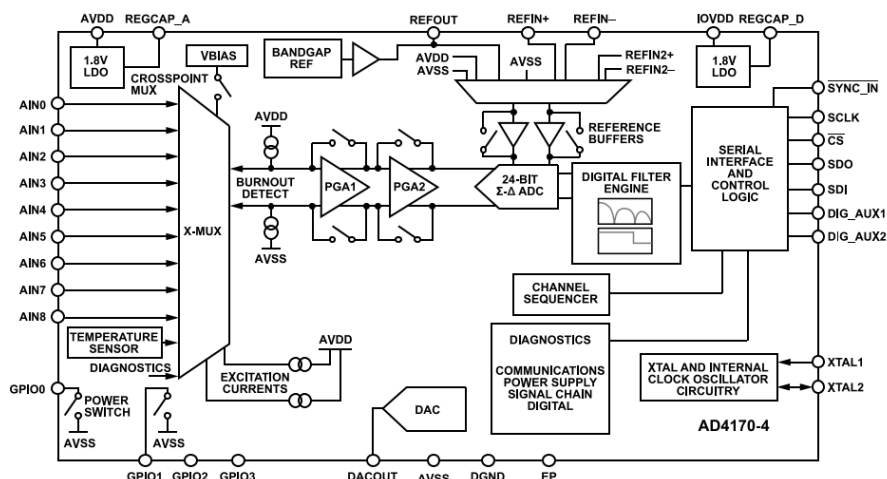 AVDD REGCAP_A REFOUT REFIN+ REFIN– IOVDD REGCAP_D
1.8V
LDO
CROSSPOINT
MUX
VBIAS
BANDGAP
REF
AVDD
AVSS
AVSS
REFIN2+
REFIN2–
1.8V
LDO
AIN0
AIN1
AIN2
AIN3
AIN4
AIN5
AIN6
AIN7
AIN8
X-MUX
AVDD
BURNOUT
DETECT
AVSS
PGA1
PGA2
REFERENCE
BUFFERS
24-BIT
Σ-Δ ADC
DIGITAL FILTER
ENGINE
SERIAL
INTERFACE
AND
CONTROL
LOGIC
SYNC_IN
SCLK
CS
SDO
SDI
DIG_AUX1
DIG_AUX2
CHANNEL
SEQUENCER
TEMPERATURE
SENSOR
DIAGNOSTICS
EXCITATION
CURRENTS
AVDD
DIAGNOSTICS
COMMUNICATIONS
POWER SUPPLY
SIGNAL CHAIN
DIGITAL
XTAL AND INTERNAL
CLOCK OSCILLATOR
CIRCUITRY
XTAL1
XTAL2
GPIO0
POWER
SWITCH
AVSS
AVSS
DAC
AD4170-4
GPIO1 GPIO2 GPIO3 DACOUT AVSS DGND EP